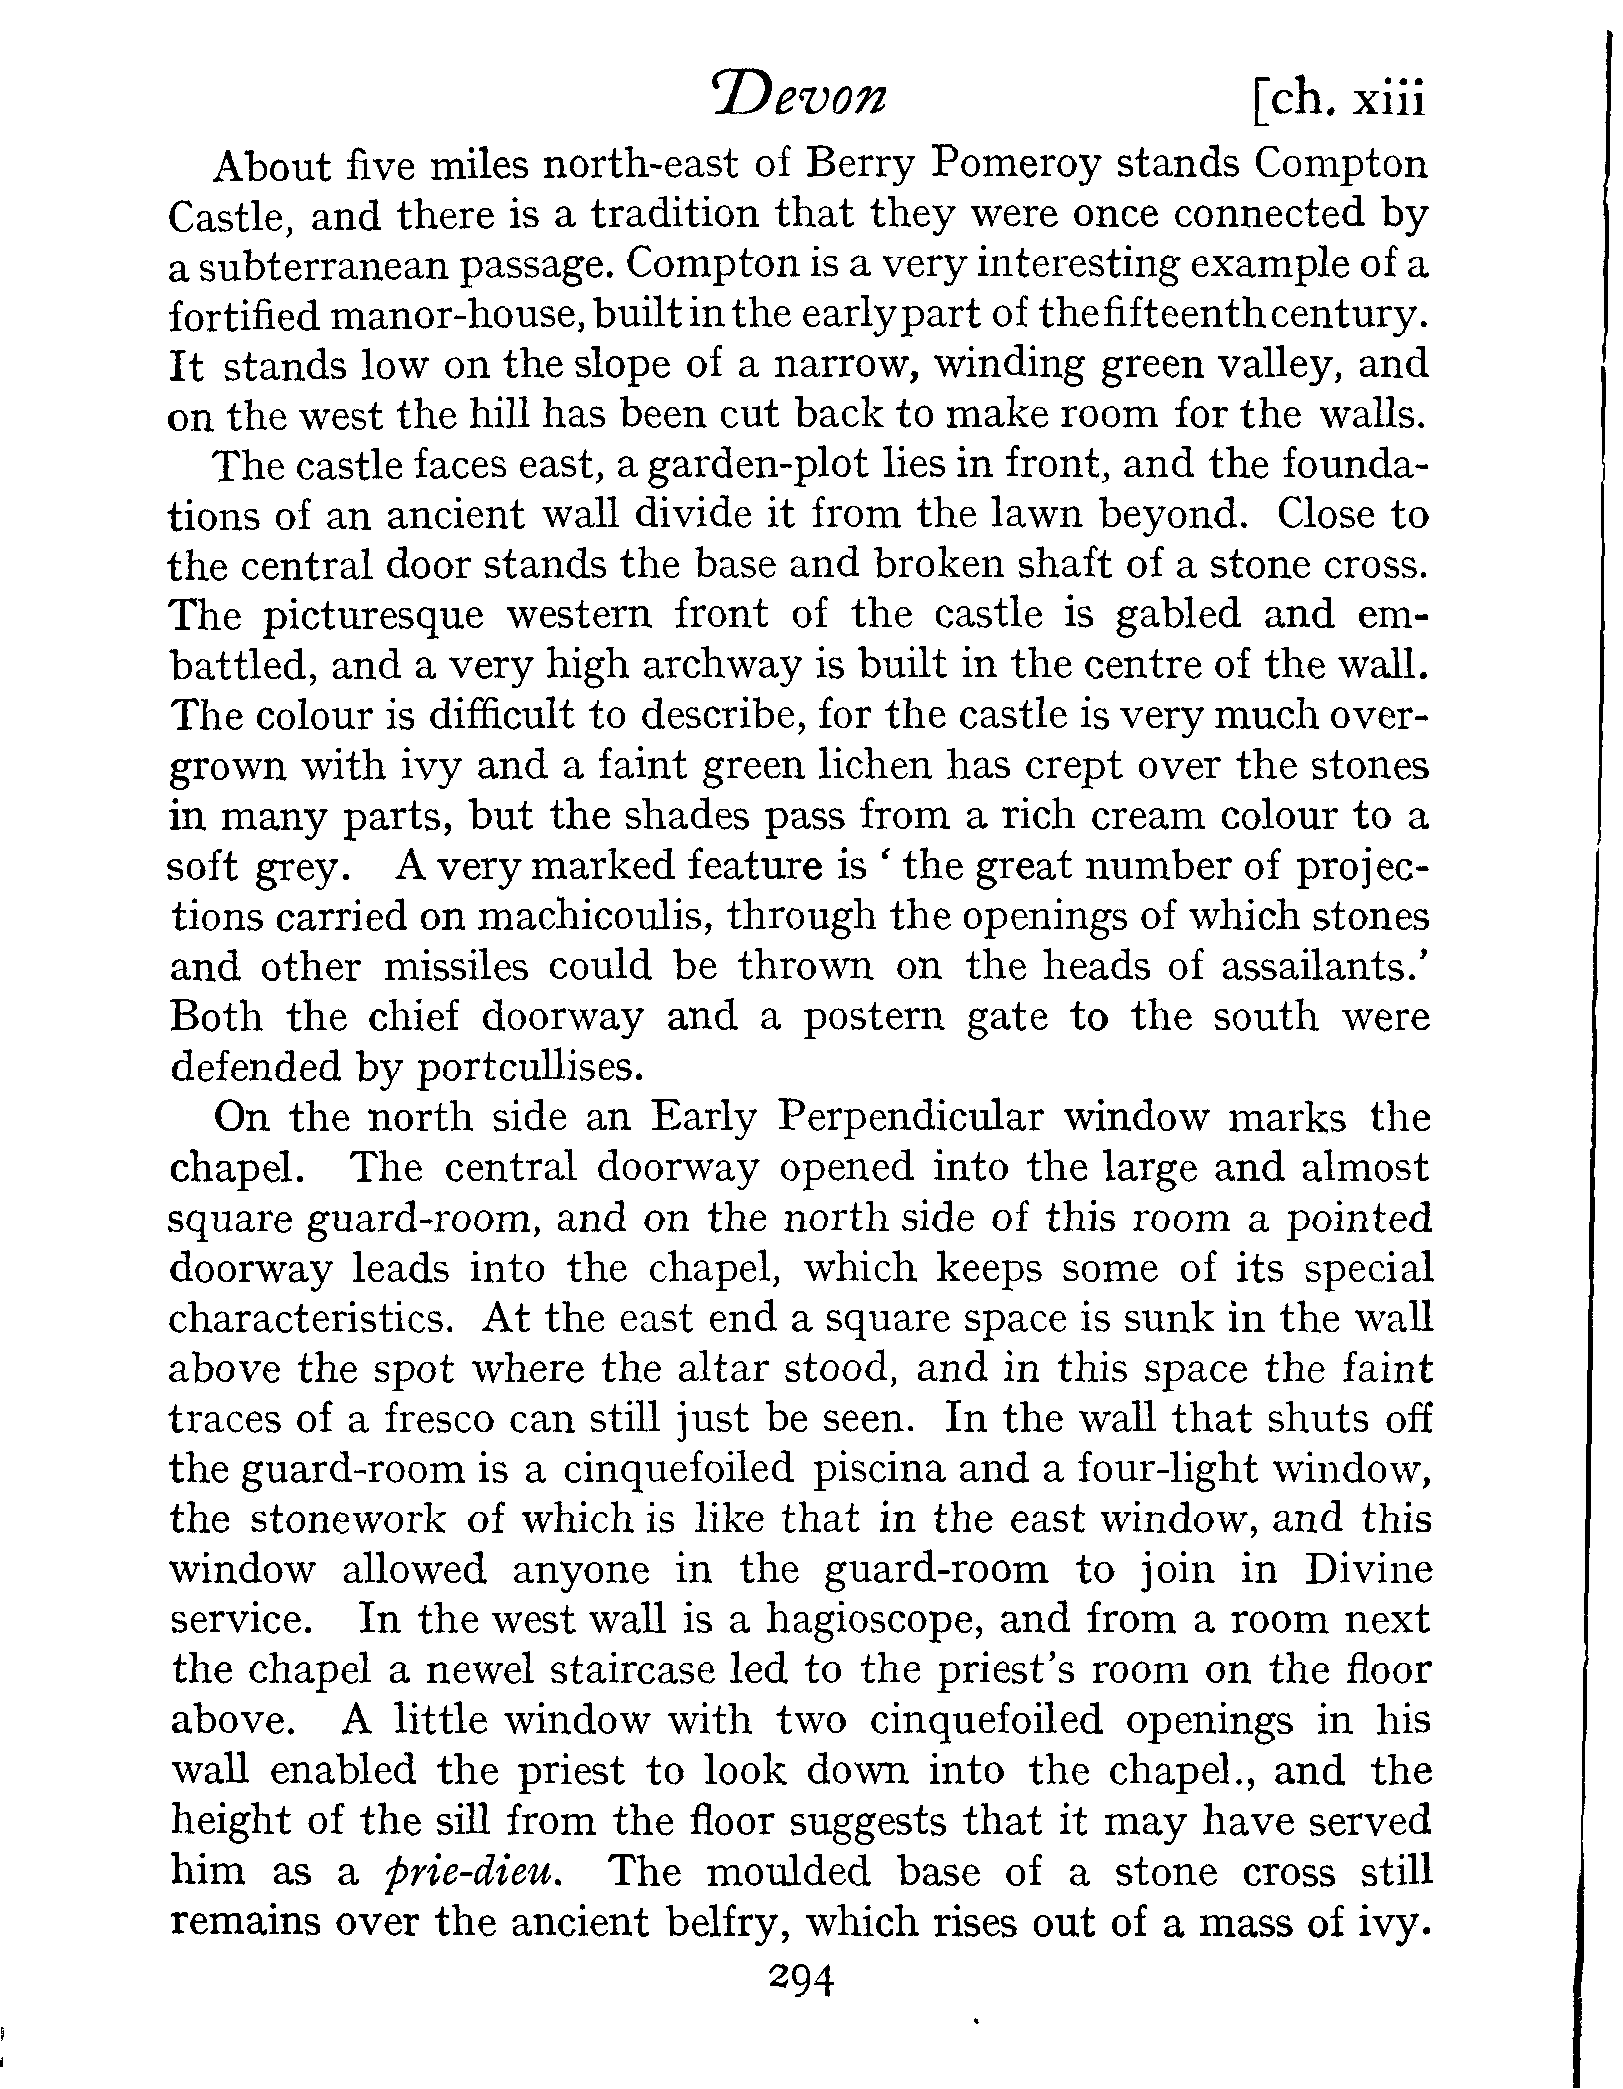 Devon [ch. xiii
About five miles north-east of Berry Pomeroy stands Compton
Castle, and there is a tradition that they were once connected by
a subterranean passage. Compton is a very interesting example of a
fortified manor-house, built in the early part of the fifteenth century.
It stands low on the slope of a narrow, winding green valley, and
on the west the hill has been cut back to make room for the walls.
The castle faces east, a garden-plot lies in front, and the founda-
tions of an ancient wall divide it from the lawn beyond. Close to
the central door stands the base and broken shaft of a stone cross.
The picturesque western front of the castle is gabled and em-
battled, and a very high archway is built in the centre of the wall.
The colour is difficult to describe, for the castle is very much over-
grown with ivy and a faint green lichen has crept over the stones
in many parts, but the shades pass from a rich cream colour to a
soft grey. A very marked feature is ‘ the great number of projec-
tions carried on machicoulis, through the openings of which stones
and other missiles could be thrown on the heads of assailants.’
Both the chief doorway and a postern gate to the south were
defended by portcullises.
On the north side an Early Perpendicular window marks the
chapel. The central doorway opened into the large and almost
square guard-room, and on the north side of this room a pointed
doorway leads into the chapel, which keeps some of its special
characteristics. At the east end a square space is sunk in the wall
above the spot where the altar stood, and in this space the faint
traces of a fresco can still just be seen. In the wall that shuts off
the guard-room is a cinquefoiled piscina and a four-light window,
the stonework of which is like that in the east window, and this
window allowed anyone in the guard-room to join in Divine
service. In the west wall is a hagioscope, and from a room next
the chapel a newel staircase led to the priest's room on the floor
above. A little window with two cinquefoiled openings in his
wall enabled the priest to look down into the chapel., and the
height of the sill from the floor suggests that it may have served
him as a prie-dieu. The moulded base of a stone cross still
remains over the ancient belfry, which rises out of a mass of ivy.
294